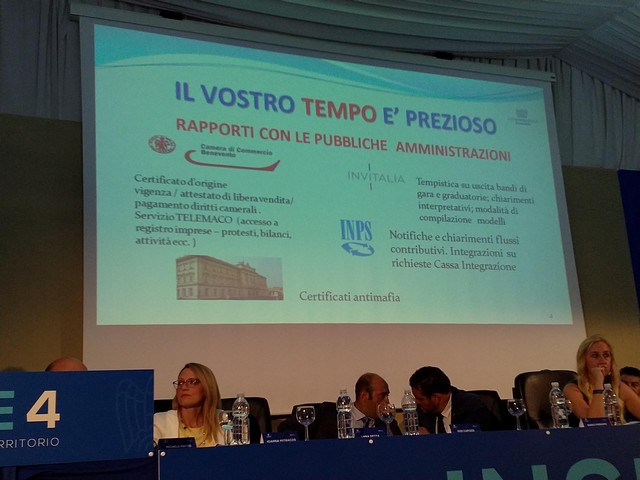 IL VOSTRO TEMPO E' PREZIOSO
RAPPORTI CON LE PUBBLICHE AMMINISTRAZIONI
Camera di Commercio
Benevento
Certificato d'origine
vigenza / attestato di libera vendita/
pagamento diritti camerali .
Servizio TELEMACO (accesso a
registro imprese – protesti, bilanci,
attività ecc. )
INVITALIA
Tempistica su uscita bandi di
gara e graduatorie; chiarimenti
interpretativi; modalità di
compilazione modelli
INPS
Notifiche e chiarimenti flussi
contributivi. Integrazioni su
richieste Cassa Integrazione
Certificati antimafia
E 4
RRITORIO